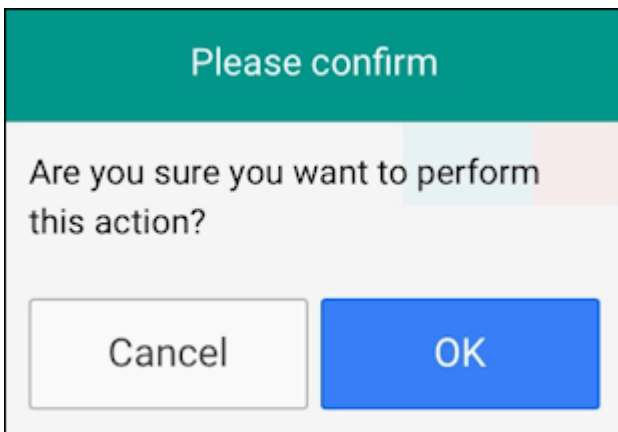 Please confirm
Are you sure you want to perform
this action?
Cancel
OK